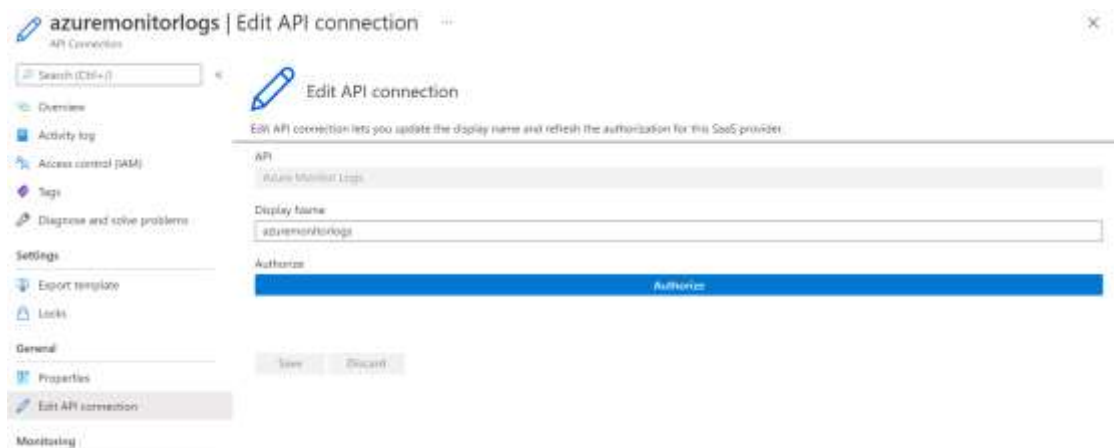 azuremonitorlogs | Edit API connection ...
API Connection
Search (Ctrl+/)
Overview
Activity log
Access control (IAM)
Tags
Diagnose and solve problems
Settings
Export template
Locks
General
Properties
Edit API connection
Monitoring
Edit API connection
Edit API connection lets you update the display name and refresh the authorization for this SaaS provider.
API
Azure Monitor Logs
Display Name
azuremonitorlogs
Authorize
Authorize
Save Discard